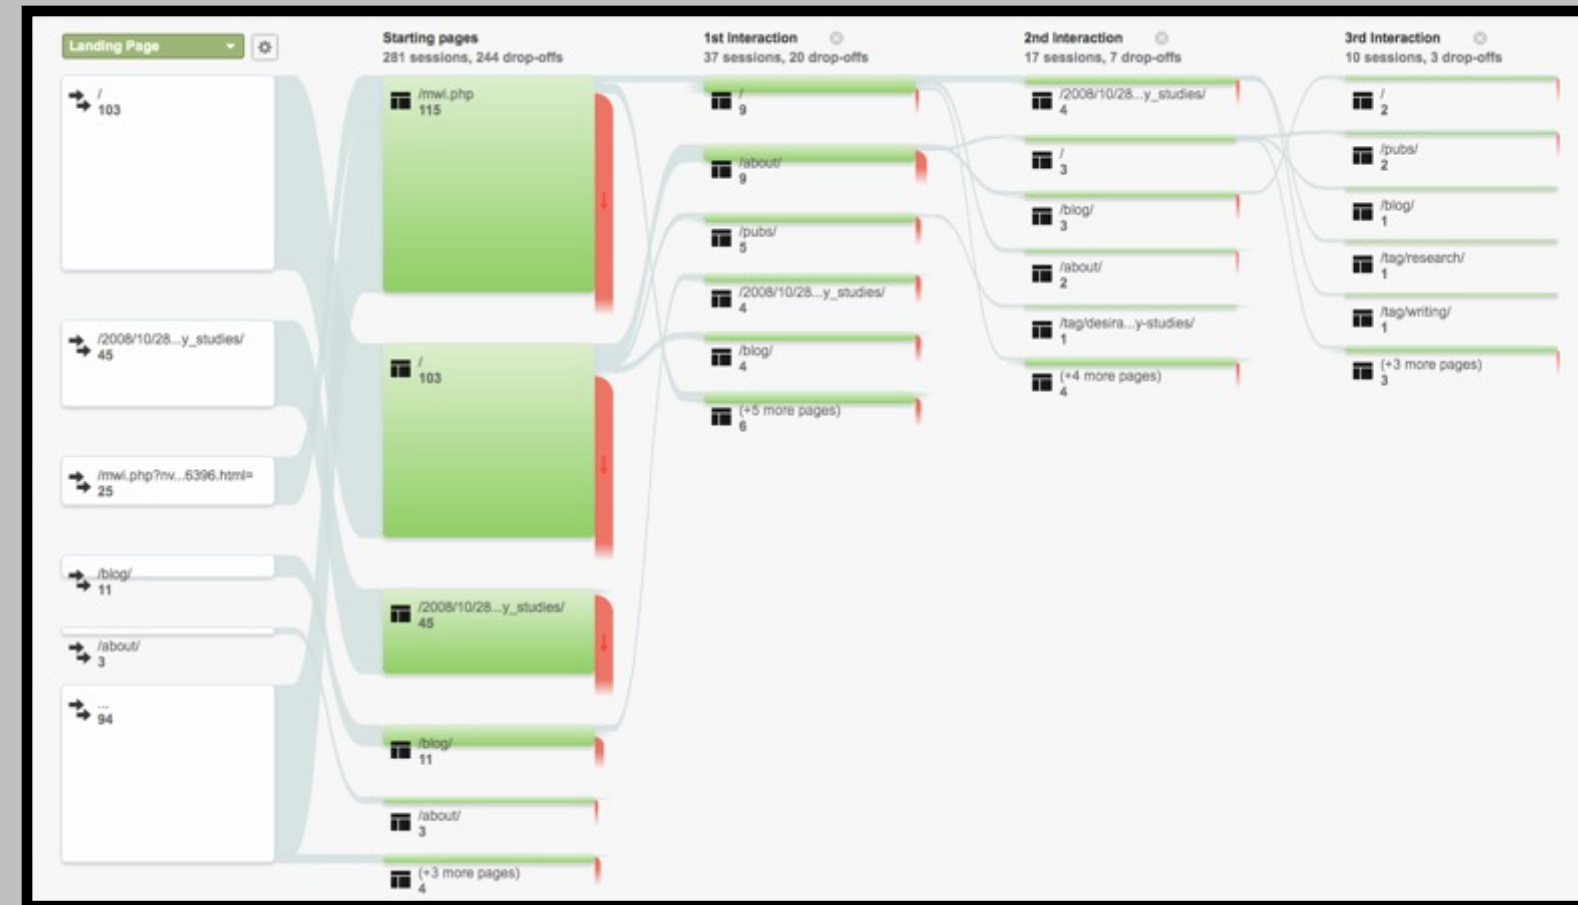 Landing Page
/
103
/2008/10/28...y_studies/
45
/mwi.php?nv...6396.html=
25
/blog/
11
/about/
3
...
94
Starting pages
281 sessions, 244 drop-offs
/mwi.php
115
/
103
/2008/10/28...y_studies/
45
/blog/
11
/about/
3
(+3 more pages)
4
1st Interaction
37 sessions, 20 drop-offs
/
9
/about/
9
/pubs/
5
/2008/10/28...y_studies/
4
/blog/
4
(+5 more pages)
6
2nd Interaction
17 sessions, 7 drop-offs
/2008/10/28...y_studies/
4
/
3
/blog/
3
/about/
2
/tag/desira...y-studies/
1
(+4 more pages)
4
3rd Interaction
10 sessions, 3 drop-offs
/
2
/pubs/
2
/blog/
1
/tag/research/
1
/tag/writing/
1
(+3 more pages)
3